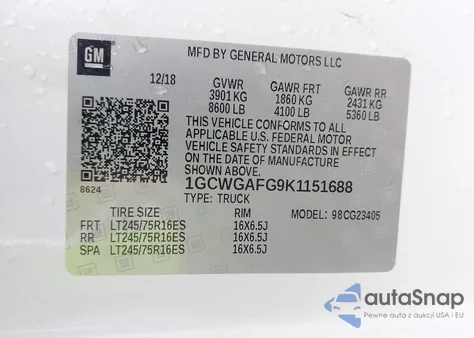 GM
MFD BY GENERAL MOTORS LLC
12/18 GVWR GAWR FRT GAWR RR
3901 KG 1860 KG 2431 KG
8600 LB 4100 LB 5360 LB
THIS VEHICLE CONFORMS TO ALL
APPLICABLE U.S. FEDERAL MOTOR
VEHICLE SAFETY STANDARDS IN EFFECT
ON THE DATE OF MANUFACTURE
SHOWN ABOVE.
8624 1GCWGAFG9K1151688
TYPE: TRUCK
TIRE SIZE RIM MODEL: 98CG23405
FRT LT245/75R16ES 16X6.5J
RR LT245/75R16ES 16X6.5J
SPA LT245/75R16ES 16X6.5J
autoSnap
Pewne auta z aukcji USA i EU